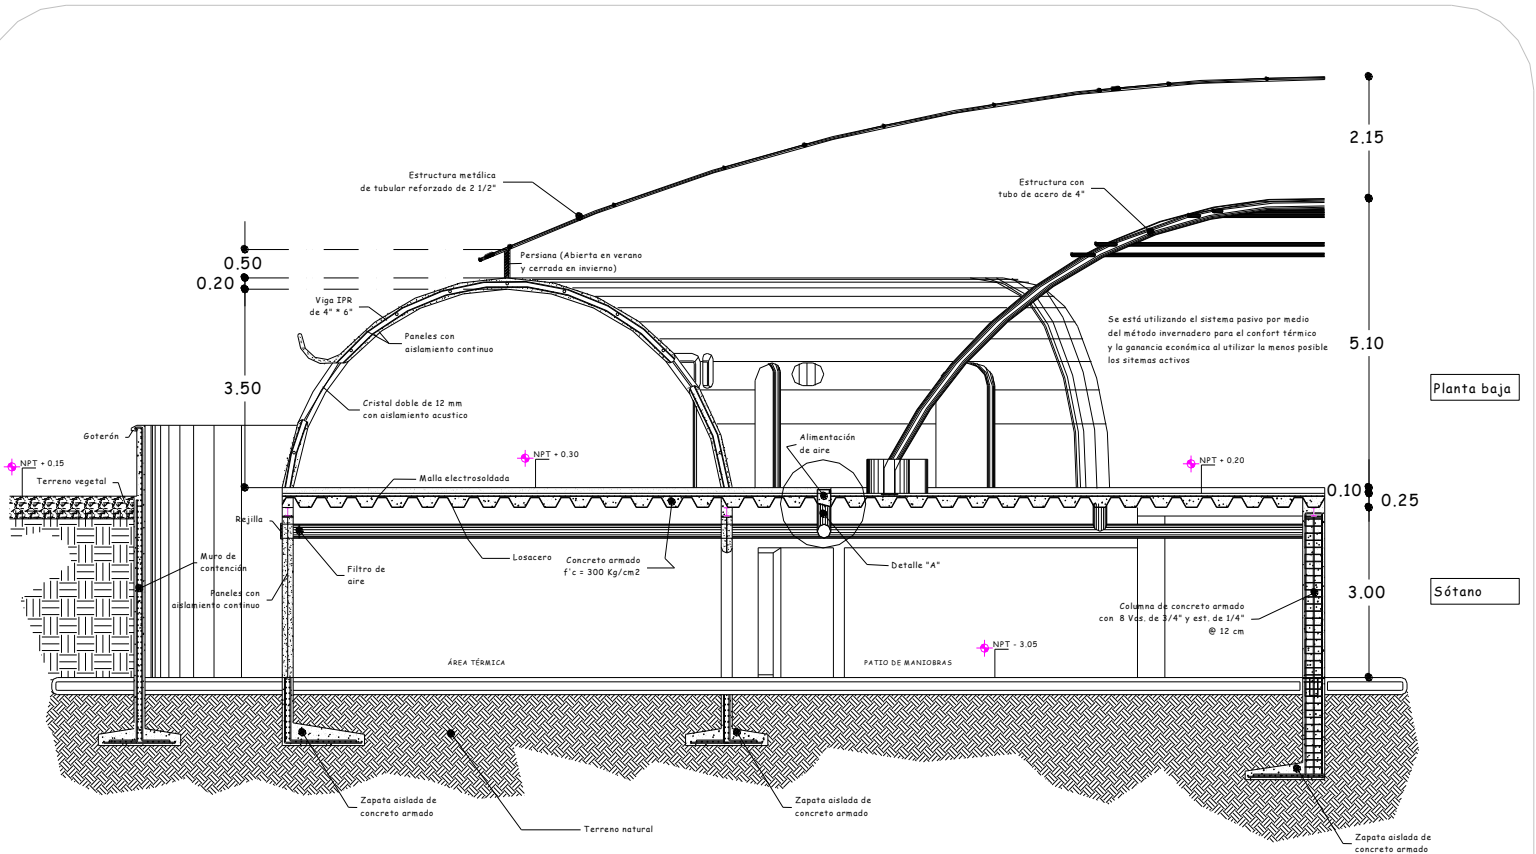 2.15
Estructura metálica
de tubular reforzado de 2 1/2"
Estructura con
tubo de acero de 4"
0.50
0.20
Persiana (Abierta en verano
y cerrada en invierno)
Viga IPR
de 4" * 6"
Paneles con
aislamiento continuo
Se está utilizando el sistema pasivo por medio
del método invernadero para el confort térmico
y la ganancia económica al utilizar la menos posible
los sitemas activos
5.10
3.50
Planta baja
Cristal doble de 12 mm
con aislamiento acustico
Goterón
Alimentación
de aire
NPT + 0.15
NPT + 0.30
NPT + 0.20
Terreno vegetal
Malla electrosoldada
0.10
0.25
Rejilla
Muro de
contención
Losacero
Concreto armado
f'c = 300 Kg/cm2
Filtro de
aire
Detalle "A"
Paneles con
aislamiento continuo
3.00
Sótano
Columna de concreto armado
con 8 Vas. de 3/4" y est. de 1/4"
@ 12 cm
NPT - 3.05
ÁREA TÉRMICA
PATIO DE MANIOBRAS
Zapata aislada de
concreto armado
Zapata aislada de
concreto armado
Terreno natural
Zapata aislada de
concreto armado